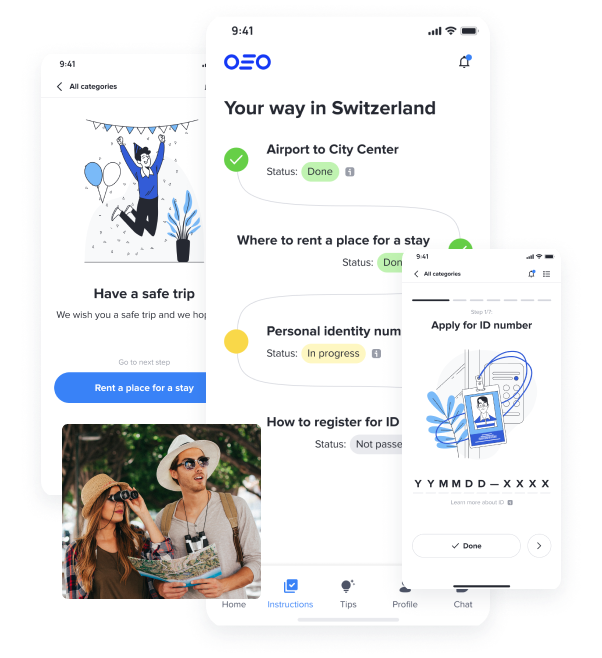 9:41
All categories
Have a safe trip
We wish you a safe trip and we hop
Go to next step
Rent a place for a stay
9:41
OEO
Your way in Switzerland
Airport to City Center
Status: Done
Where to rent a place for a stay
Status: Don
Personal identity num
Status: In progress
How to register for ID
Status: Not passe
Home
Instructions
Tips
Profile
Chat
9:41
All categories
Step 1/7:
Apply for ID number
Y Y M M D D — X X X X
Learn more about ID
Done